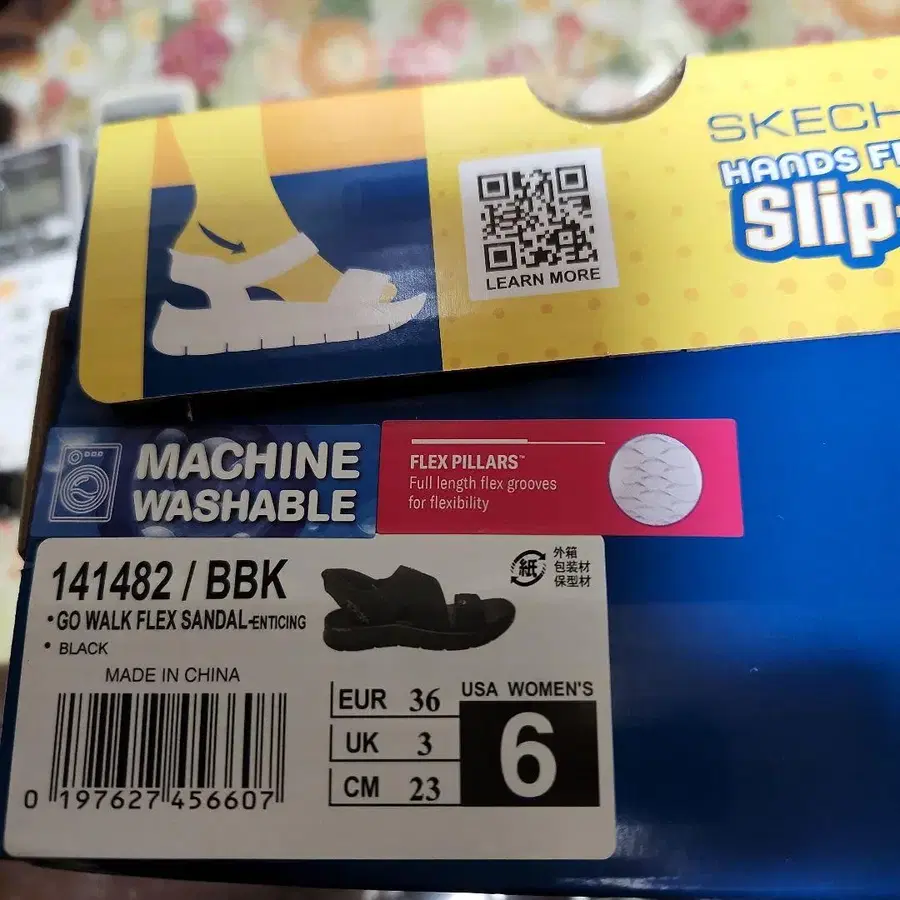 SKECH
HANDS F
Slip-
LEARN MORE
MACHINE
WASHABLE
FLEX PILLARS™
Full length flex grooves
for flexibility
141482 / BBK
•GO WALK FLEX SANDAL-ENTICING
• BLACK
MADE IN CHINA
紙
外箱
包装材
保型材
EUR 36
UK 3
CM 23
USA WOMEN'S
6
0 197627 456607